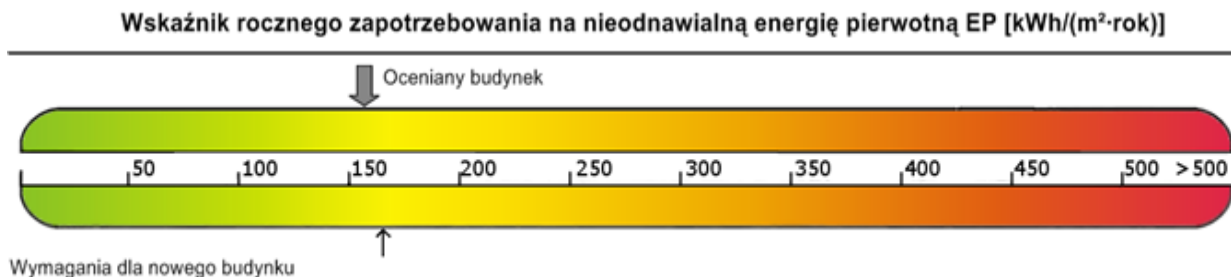 Wskaźnik rocznego zapotrzebowania na nieodnawialną energię pierwotną EP [kWh/(m²·rok)]
Oceniany budynek
50 100 150 200 250 300 350 400 450 500 >500
Wymagania dla nowego budynku